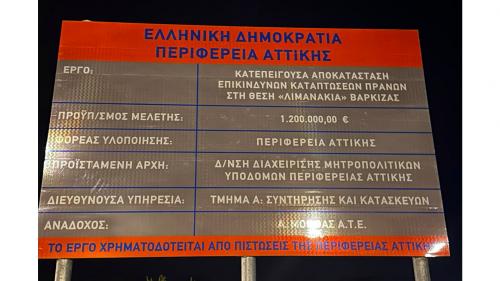 ΕΛΛΗΝΙΚΗ ΔΗΜΟΚΡΑΤΙΑ
ΠΕΡΙΦΕΡΕΙΑ ΑΤΤΙΚΗΣ
ΕΡΓΟ: ΚΑΤΕΠΕΙΓΟΥΣΑ ΑΠΟΚΑΤΑΣΤΑΣΗ
ΕΠΙΚΙΝΔΥΝΩΝ ΚΑΤΑΠΤΩΣΕΩΝ ΠΡΑΝΩΝ
ΣΤΗ ΘΕΣΗ «ΛΙΜΑΝΑΚΙΑ» ΒΑΡΚΙΖΑΣ
ΠΡΟΫΠ/ΣΜΟΣ ΜΕΛΕΤΗΣ: 1.200.000,00 €
ΦΟΡΕΑΣ ΥΛΟΠΟΙΗΣΗΣ: ΠΕΡΙΦΕΡΕΙΑ ΑΤΤΙΚΗΣ
ΠΡΟΪΣΤΑΜΕΝΗ ΑΡΧΗ: Δ/ΝΣΗ ΔΙΑΧΕΙΡΙΣΗΣ ΜΗΤΡΟΠΟΛΙΤΙΚΩΝ
ΥΠΟΔΟΜΩΝ ΠΕΡΙΦΕΡΕΙΑΣ ΑΤΤΙΚΗΣ
ΔΙΕΥΘΥΝΟΥΣΑ ΥΠΗΡΕΣΙΑ: ΤΜΗΜΑ Α: ΣΥΝΤΗΡΗΣΗΣ ΚΑΙ ΚΑΤΑΣΚΕΥΩΝ
ΑΝΑΔΟΧΟΣ: Α. Α.Τ.Ε.
ΤΟ ΕΡΓΟ ΧΡΗΜΑΤΟΔΟΤΕΙΤΑΙ ΑΠΟ ΠΙΣΤΩΣΕΙΣ ΤΗΣ ΠΕΡΙΦΕΡΕΙΑΣ ΑΤΤΙΚΗΣ